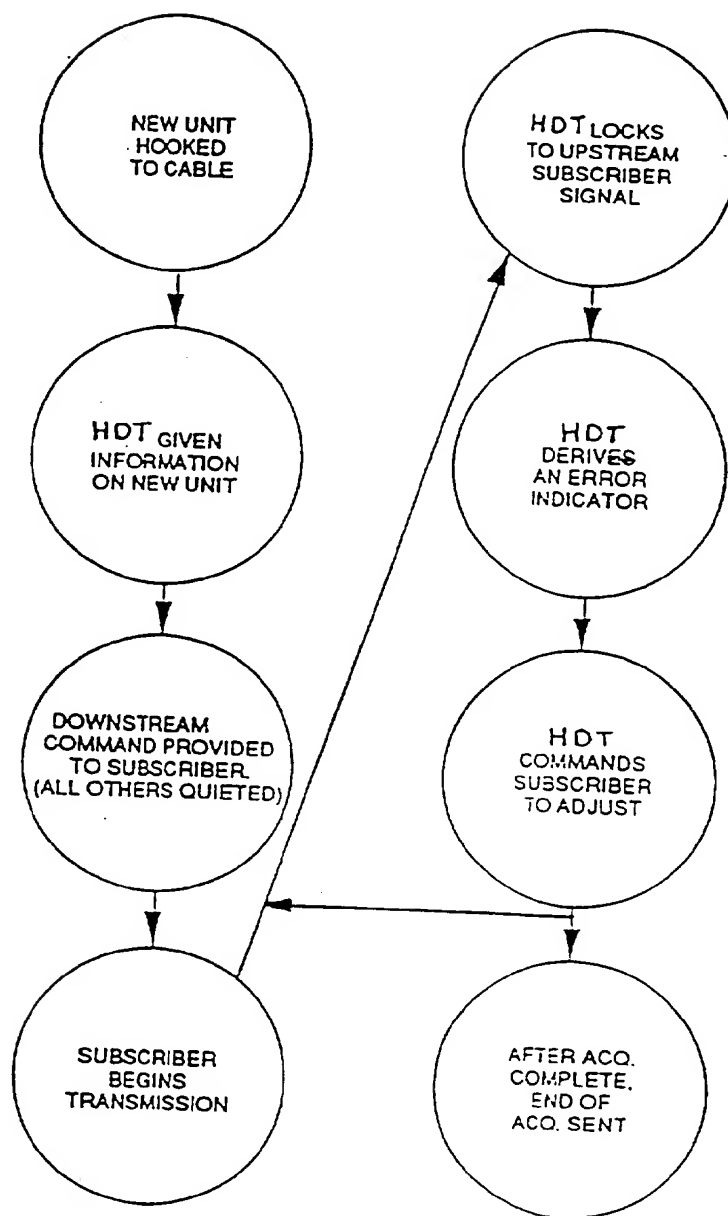 NEW UNIT
HOOKED
TO CABLE
HDT GIVEN
INFORMATION
ON NEW UNIT
DOWNSTREAM
COMMAND PROVIDED
TO SUBSCRIBER.
(ALL OTHERS QUIETED)
SUBSCRIBER
BEGINS
TRANSMISSION
HDT LOCKS
TO UPSTREAM
SUBSCRIBER
SIGNAL
HDT
DERIVES
AN ERROR
INDICATOR
HDT
COMMANDS
SUBSCRIBER
TO ADJUST
AFTER ACQ.
COMPLETE,
END OF
ACQ. SENT